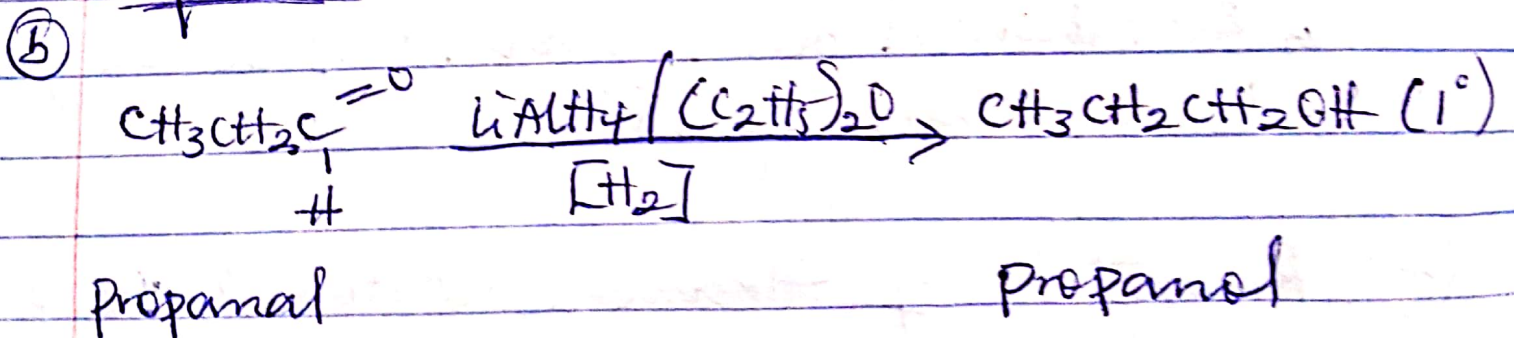 (b)
CH3CH2C=O LiAlH4/(C2H5)2O → CH3CH2CH2OH (1°)
H [H2]
propanal propanol